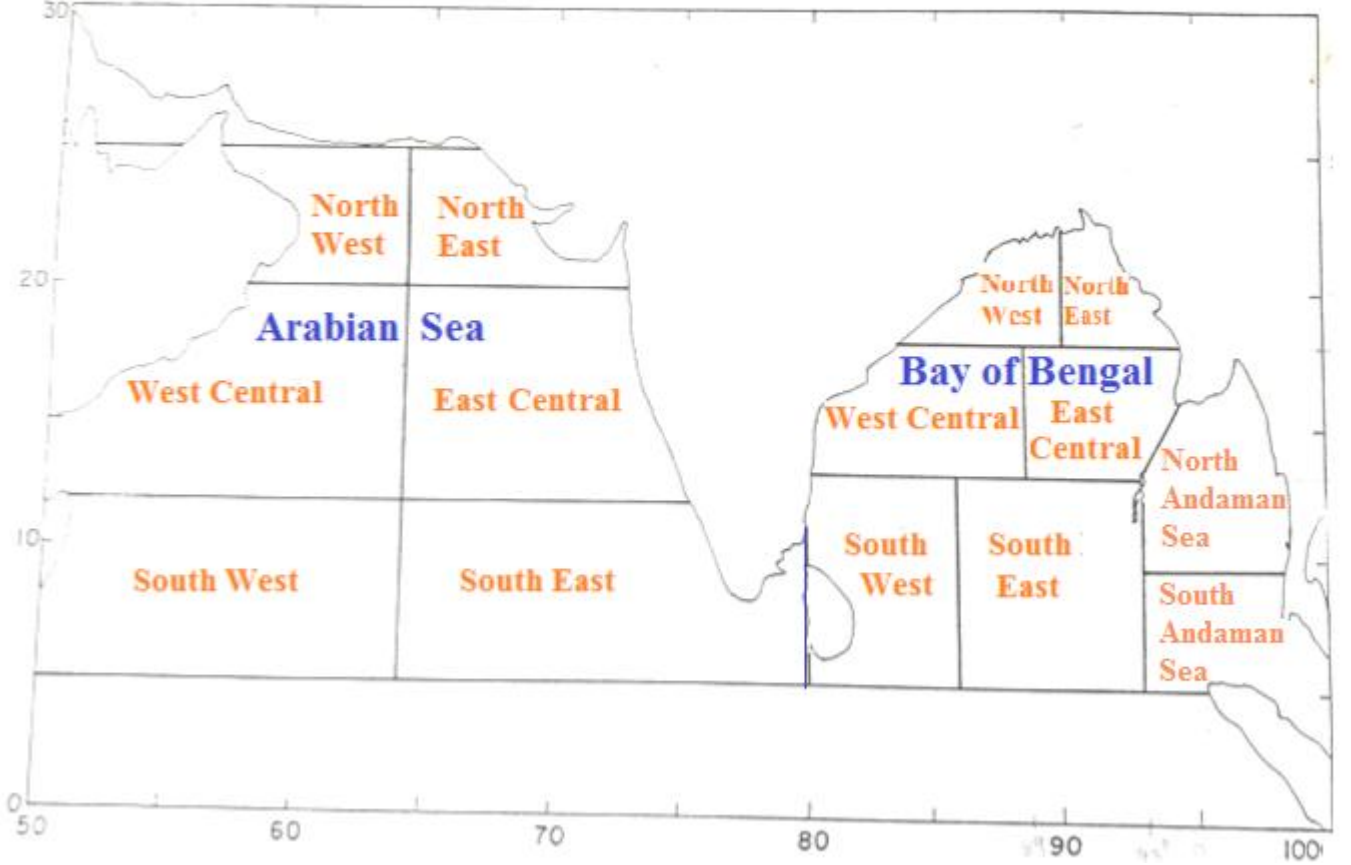 30
North
West
North
East
20
Arabian Sea
West Central
East Central
North
West
North
East
Bay of Bengal
West Central
East
Central
North
Andaman
Sea
10
South West
South East
South
West
South
East
South
Andaman
Sea
0
50
60
70
80
90
100